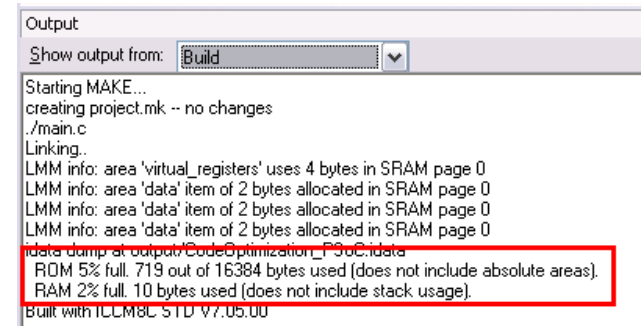 Output
Show output from: Build
Starting MAKE...
creating project.mk -- no changes
./main.c
Linking..
LMM info: area 'virtual_registers' uses 4 bytes in SRAM page 0
LMM info: area 'data' item of 2 bytes allocated in SRAM page 0
LMM info: area 'data' item of 2 bytes allocated in SRAM page 0
LMM info: area 'data' item of 2 bytes allocated in SRAM page 0
idata dump at output/CodeOptimization_PSoC.idata
ROM 5% full. 719 out of 16384 bytes used (does not include absolute areas).
RAM 2% full. 10 bytes used (does not include stack usage).
Built with ICCM8C STD V7.05.00